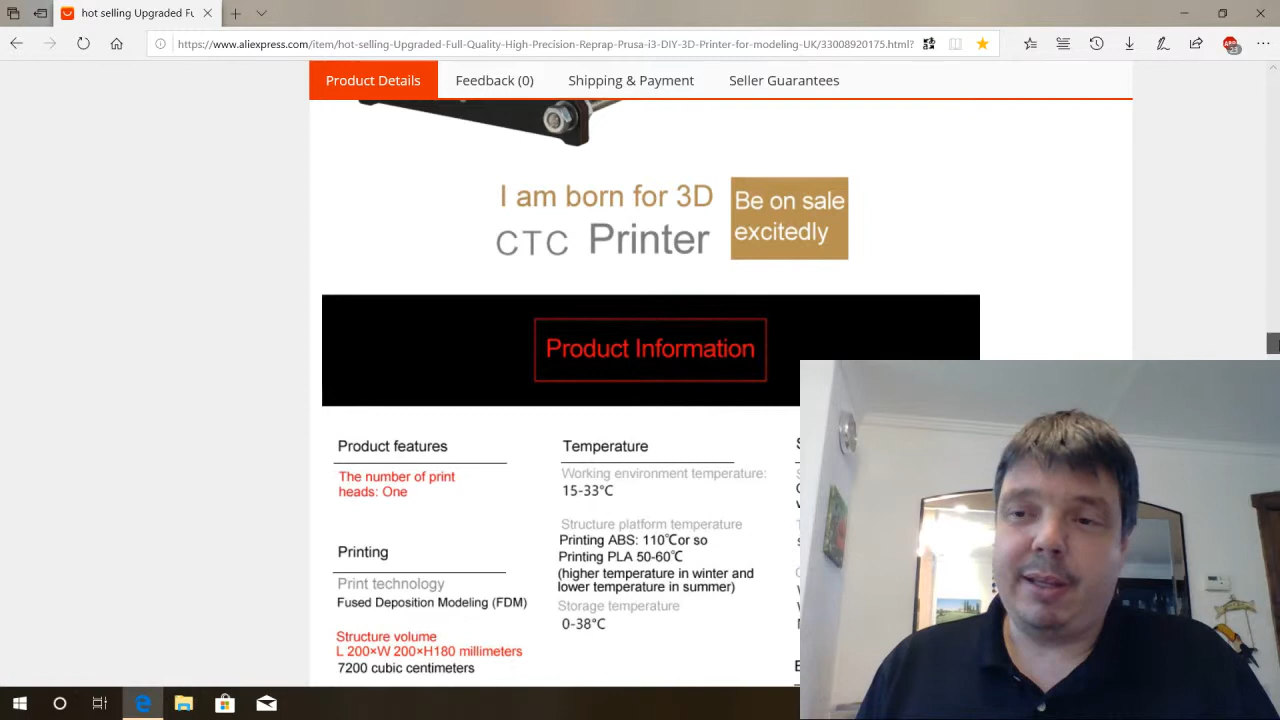 hot selling Upgraded Fu
https://www.aliexpress.com/item/hot-selling-Upgraded-Full-Quality-High-Precision-Reprap-Prusa-i3-DIY-3D-Printer-for-modeling-UK/33008920175.html?
ABP
23
Product Details
Feedback (0)
Shipping & Payment
Seller Guarantees
I am born for 3D
CTC Printer
Be on sale
excitedly
Product Information
Product features
The number of print
heads: One
Printing
Print technology
Fused Deposition Modeling (FDM)
Structure volume
L 200×W 200×H180 millimeters
7200 cubic centimeters
Temperature
Working environment temperature:
15-33°C
Structure platform temperature
Printing ABS: 110℃or so
Printing PLA 50-60℃
(higher temperature in winter and
lower temperature in summer)
Storage temperature
0-38°C